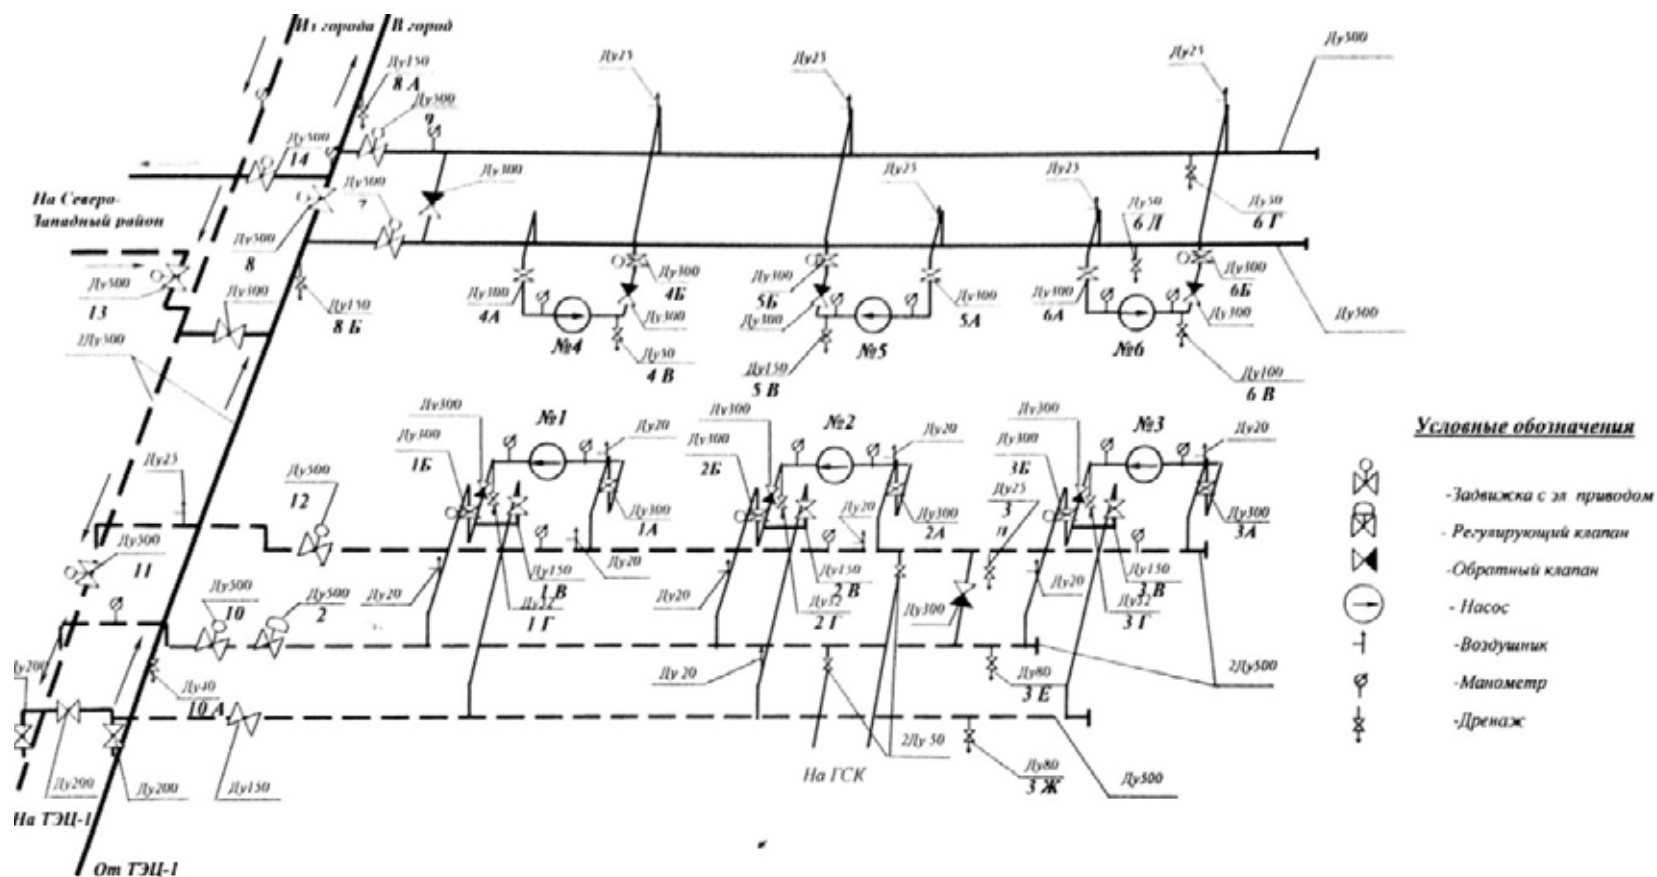 Из города
В город
Ду150
8 А
Ду500
9
Ду25
Ду25
Ду25
Ду500
Ду500
14
На Северо-
Западный район
Ду500
7
Ду300
Ду25
Ду25
Ду50
6 Л
Ду50
6 Г
Ду500
8
Ду500
13
Ду300
Ду150
8 Б
2Ду500
Ду300
4А
Ду300
4Б
Ду300
№4
Ду50
4 В
Ду300
5Б
Ду300
Ду300
5А
№5
Ду150
5 В
Ду300
6А
Ду300
6Б
Ду300
№6
Ду100
6 В
Ду500
Ду300
№1
Ду20
Ду300
1Б
Ду300
1А
Ду300
№2
Ду20
Ду300
2Б
Ду300
2А
Ду300
№3
Ду20
Ду300
3Б
Ду300
3А
Ду25
3
Л
Ду25
Ду500
12
Ду500
11
Ду500
10
Ду500
2
Ду20
Ду150
1 В
Ду20
Ду32
1 Г
Ду20
Ду20
Ду150
2 В
Ду32
2 Г
Ду300
Ду20
Ду150
3 В
Ду32
3 Г
Ду200
Ду40
10 А
Ду 20
Ду80
3 Е
2Ду500
Ду200
Ду200
Ду150
На ГСК
2Ду 50
Ду80
3 Ж
Ду500
На ТЭЦ-1
От ТЭЦ-1
Условные обозначения
-Задвижка с эл приводом
- Регулирующий клапан
-Обратный клапан
- Насос
-Воздушник
-Манометр
-Дренаж